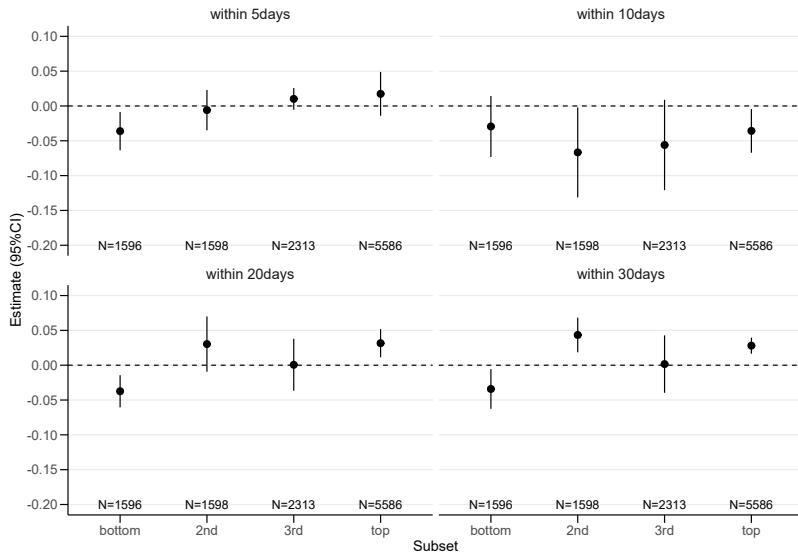 within 5days
within 10days
0.10
0.05
0.00
-0.05
-0.10
-0.15
-0.20
N=1596 N=1598 N=2313 N=5586
N=1596 N=1598 N=2313 N=5586
within 20days
within 30days
0.10
0.05
0.00
-0.05
-0.10
-0.15
-0.20
N=1596 N=1598 N=2313 N=5586
N=1596 N=1598 N=2313 N=5586
bottom 2nd 3rd top
bottom 2nd 3rd top
Subset
Estimate (95%CI)